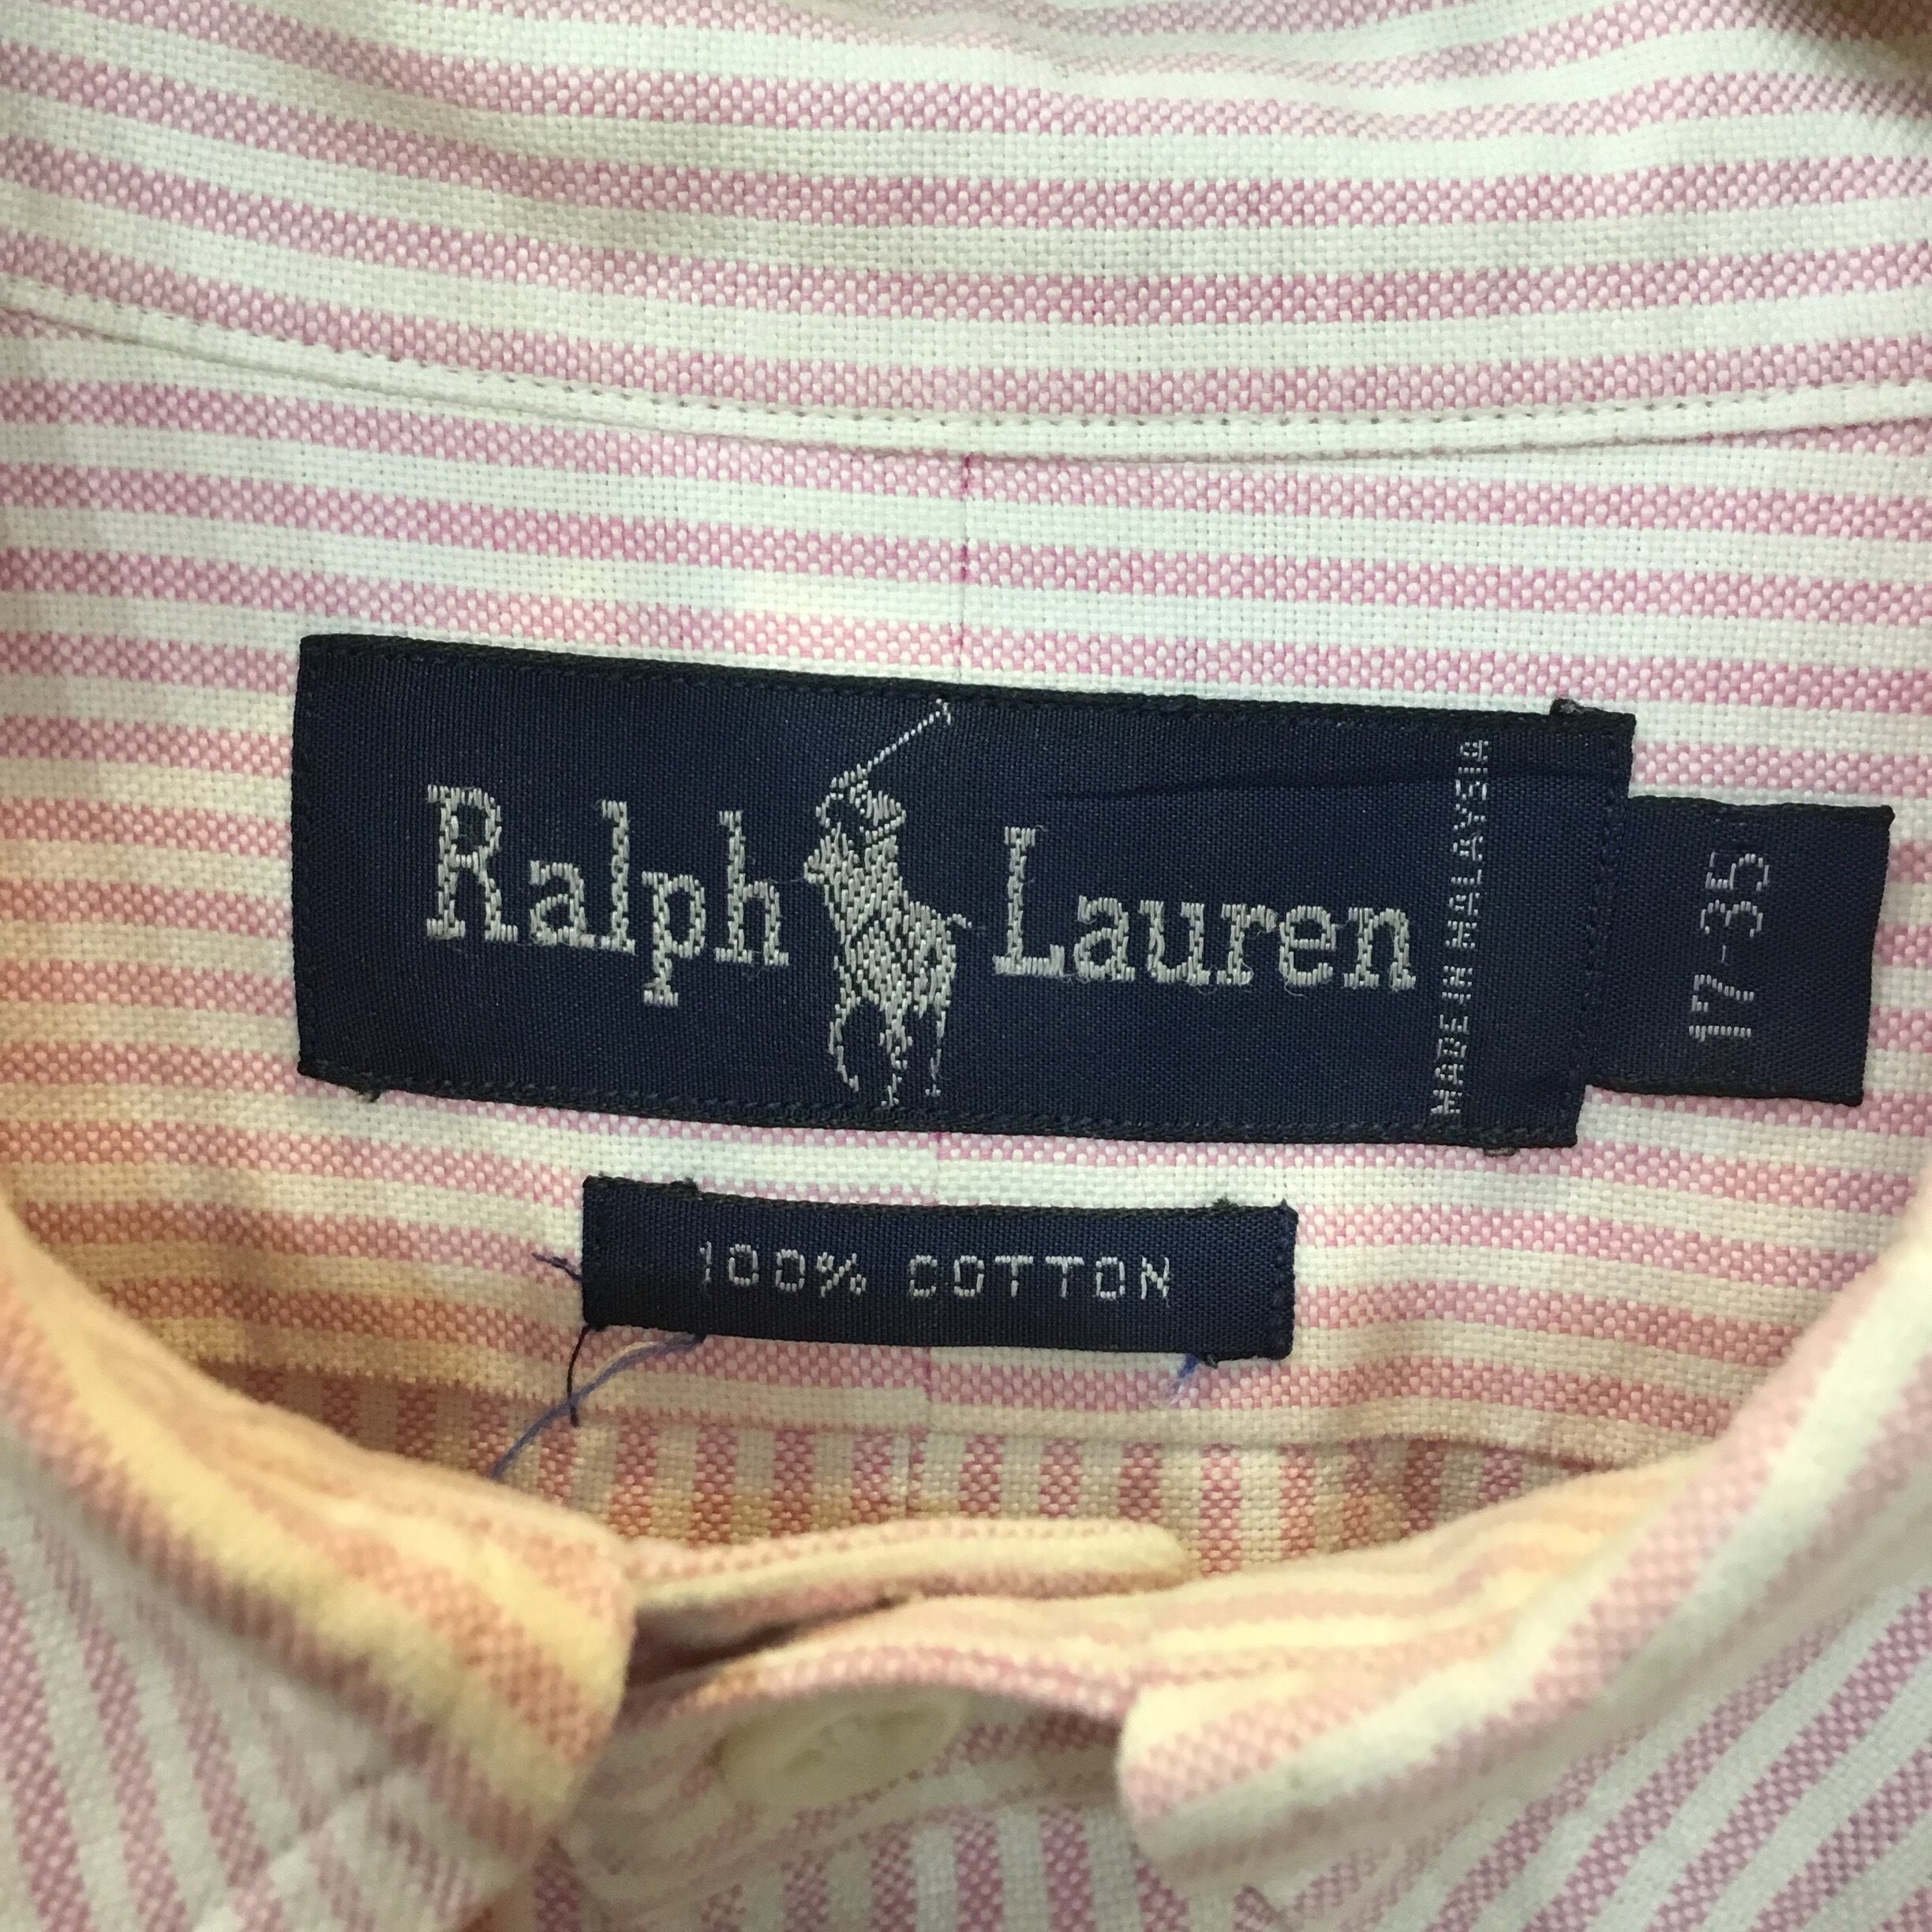 Ralph Lauren
MADE IN MALAYSIA
17-35
100% COTTON